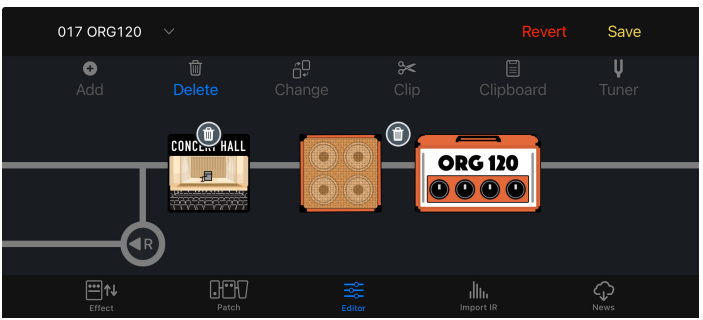 017 ORG120
Revert
Save
Add
Delete
Change
Clip
Clipboard
Tuner
CONCERT HALL
ORG 120
R
Effect
Patch
Editor
Import IR
News